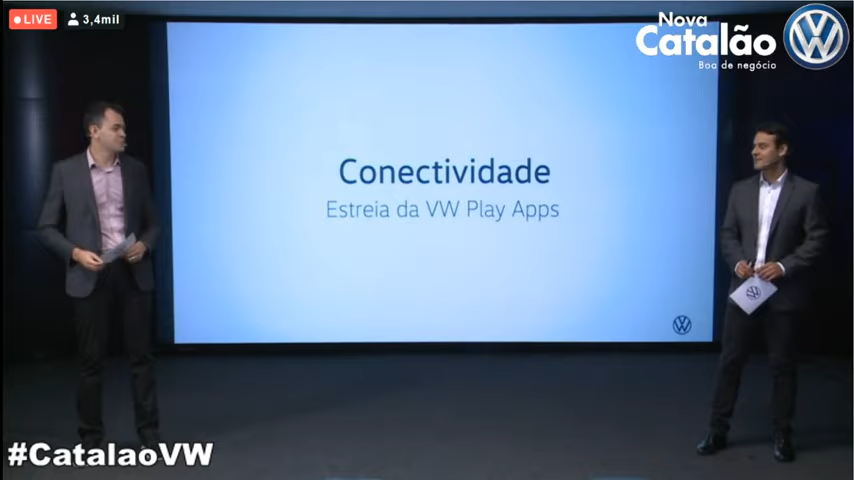 LIVE
3,4mil
Nova
Catalão
Boa de negócio
Conectividade
Estreia da VW Play Apps
#CatalaoVW